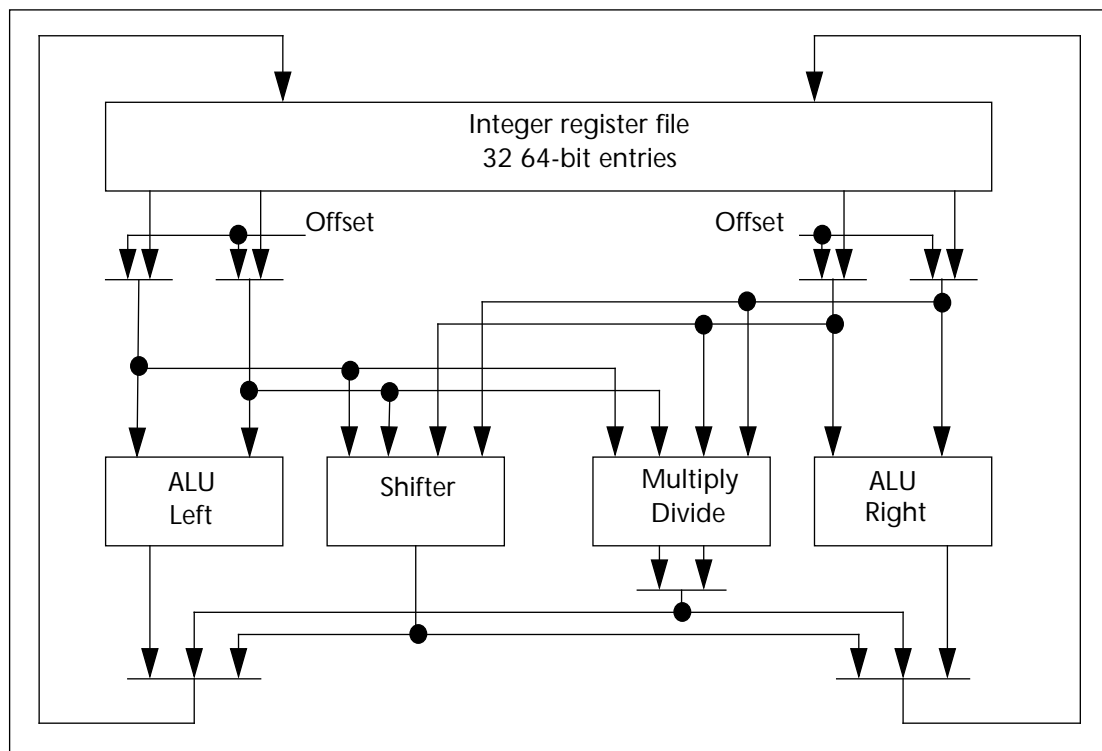 Integer register file
32 64-bit entries
Offset
Offset
ALU
Left
Shifter
Multiply
Divide
ALU
Right